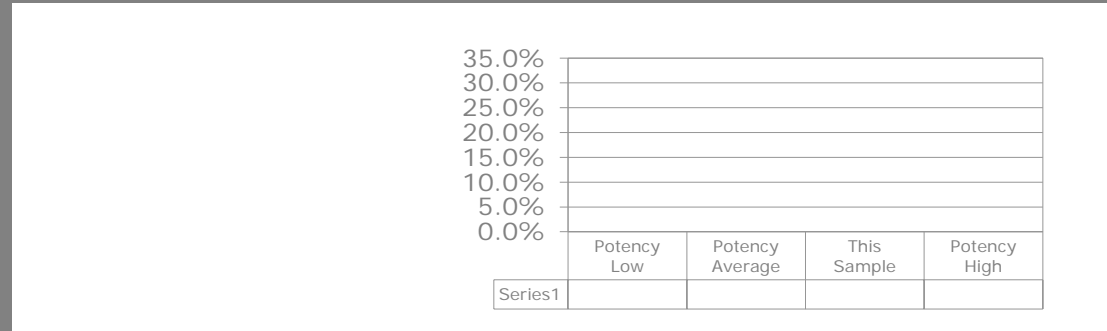 35.0%
30.0%
25.0%
20.0%
15.0%
10.0%
5.0%
0.0%
Potency Low
Potency Average
This Sample
Potency High
Series1